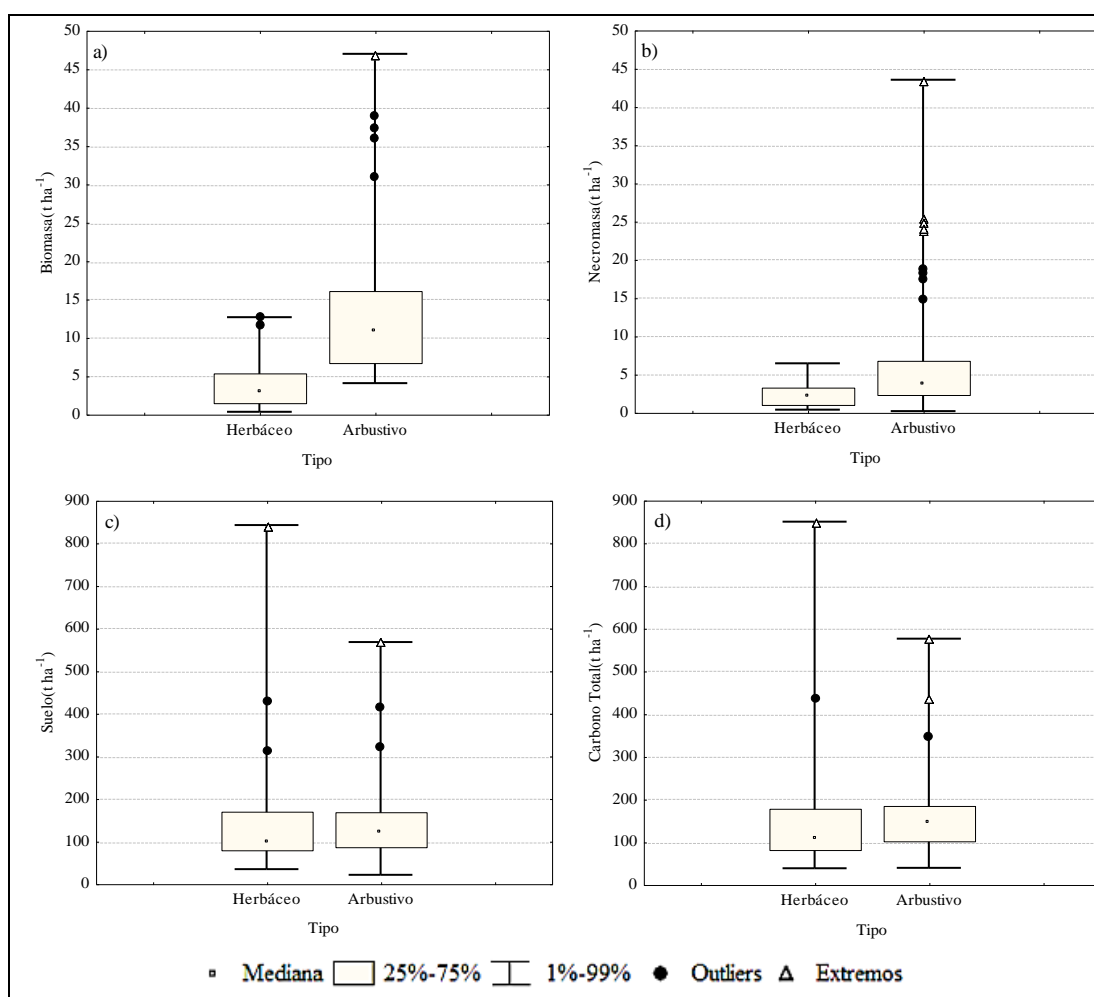 a)
50
45
40
35
30
25
20
15
10
5
0
Biomasa(t ha-1)
Herbáceo Arbustivo
Tipo
b)
50
45
40
35
30
25
20
15
10
5
0
Necromasa(t ha-1)
Herbáceo Arbustivo
Tipo
c)
900
800
700
600
500
400
300
200
100
0
Suelo(t ha-1)
Herbáceo Arbustivo
Tipo
d)
900
800
700
600
500
400
300
200
100
0
Carbono Total(t ha-1)
Herbáceo Arbustivo
Tipo
Mediana 25%-75% 1%-99% Outliers Extremos